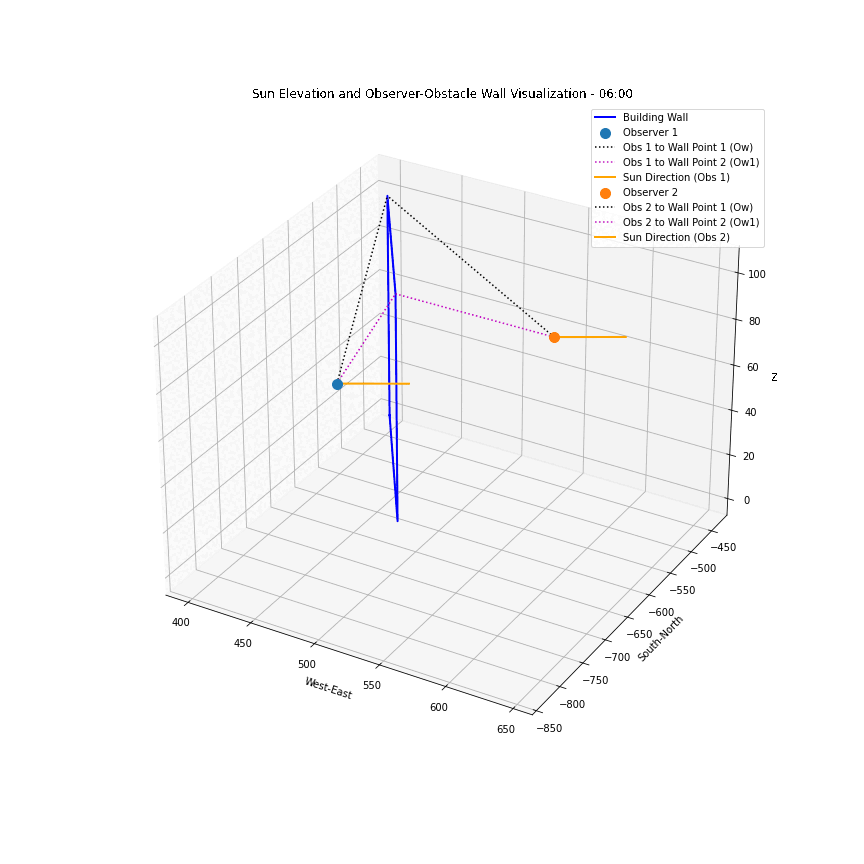 Sun Elevation and Observer-Obstacle Wall Visualization - 06:00
Building Wall
Observer 1
Obs 1 to Wall Point 1 (Ow)
Obs 1 to Wall Point 2 (Ow1)
Sun Direction (Obs 1)
Observer 2
Obs 2 to Wall Point 1 (Ow)
Obs 2 to Wall Point 2 (Ow1)
Sun Direction (Obs 2)
100
80
60
40
20
0
Z
−450
−500
−550
−600
−650
−700
−750
−800
−850
South-North
400
450
500
550
600
650
West-East